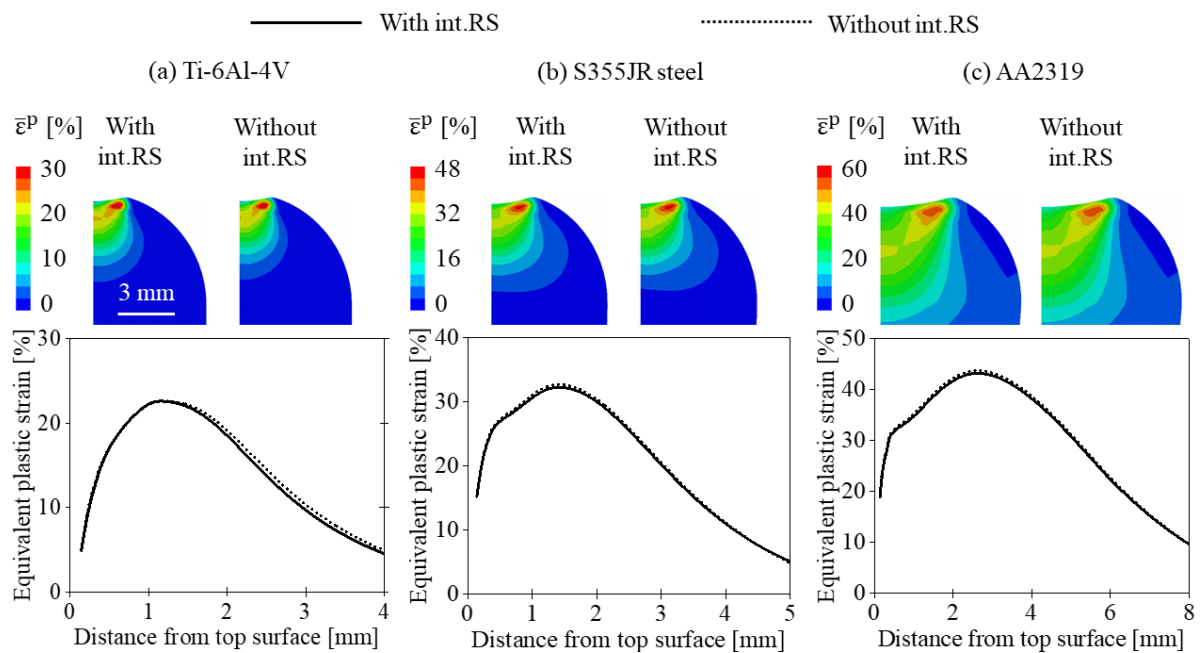 With int.RS
Without int.RS
(a) Ti-6Al-4V
(b) S355JR steel
(c) AA2319
ε̅ᵖ [%]
With
int.RS
Without
int.RS
30
20
10
0
3 mm
ε̅ᵖ [%]
With
int.RS
Without
int.RS
48
32
16
0
ε̅ᵖ [%]
With
int.RS
Without
int.RS
60
40
20
0
Equivalent plastic strain [%]
30
20
10
0
0 1 2 3 4
Distance from top surface [mm]
Equivalent plastic strain [%]
40
30
20
10
0
0 1 2 3 4 5
Distance from top surface [mm]
Equivalent plastic strain [%]
50
40
30
20
10
0
0 2 4 6 8
Distance from top surface [mm]